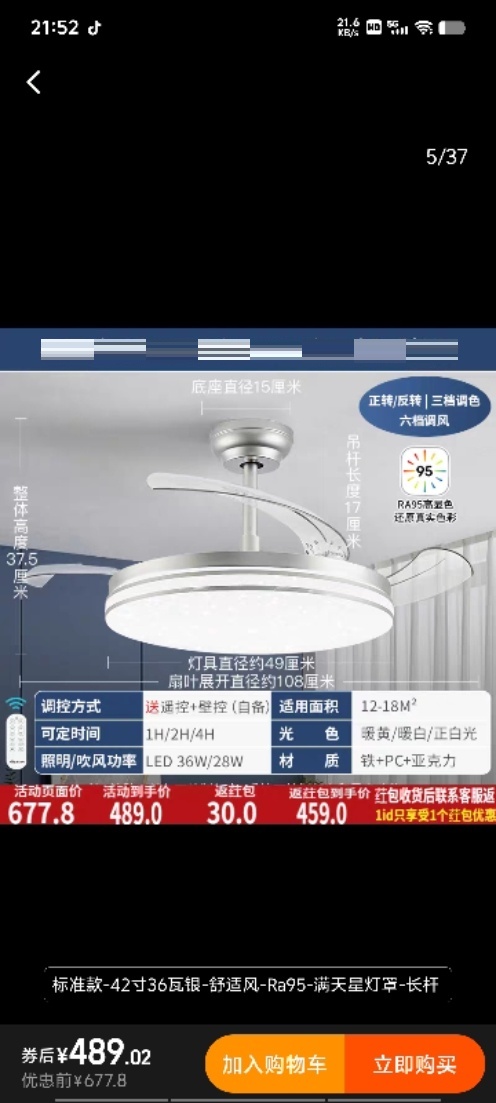 21:52
21.6
KB/s
HD
5G
5/37
底座直径15厘米
正转/反转 | 三档调色
六档调风
95
RA95高显色
还原真实色彩
吊杆长度17厘米
整体高度
37.5
厘米
灯具直径约49厘米
扇叶展开直径约108厘米
调控方式 送遥控+壁控 (自备) 适用面积 12-18M²
可定时间 1H/2H/4H 光 色 暖黄/暖白/正白光
照明/吹风功率 LED 36W/28W 材 质 铁+PC+亚克力
活动页面价 活动到手价 返红包 返红包到手价 红包收货后联系客服返
677.8 489.0 30.0 459.0 1id只享受1个红包优惠
标准款-42寸36瓦银-舒适风-Ra95-满天星灯罩-长杆
券后¥489.02
优惠前¥677.8
加入购物车
立即购买